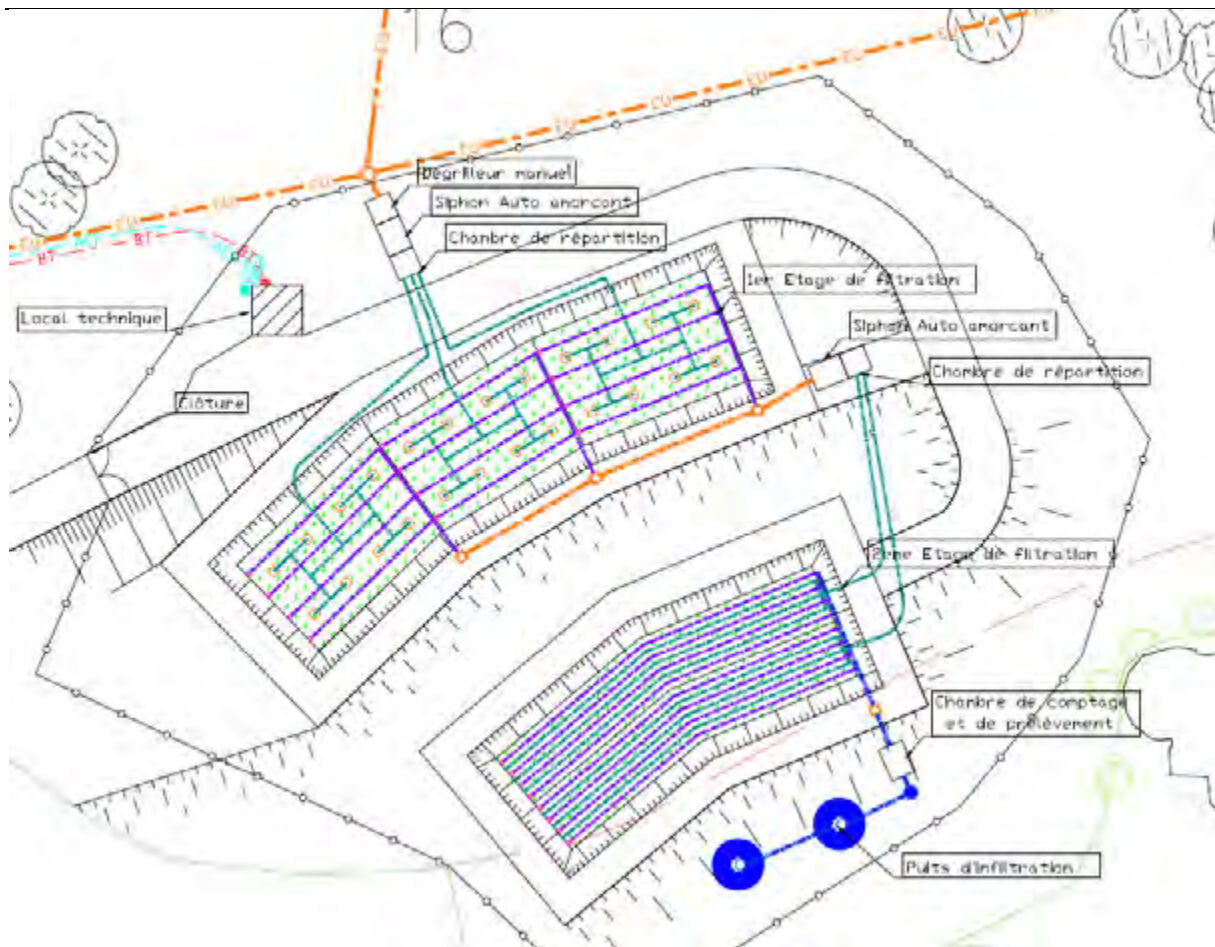 16
EU
EU
EU
EU
EU
EU
EU
EU
EU
BT
BT
BT
Dégrilleur manuel
Siphon Auto amorcant
Chambre de répartition
1er Etage de filtration
Local technique
Siphon Auto amorcant
Chambre de répartition
Clôture
2ème Etage de filtration
Chambre de comptage
et de prélèvement
Puits d'infiltration